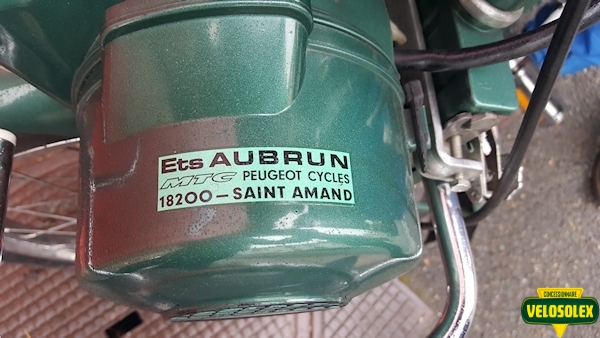 Ets AUBRUN
MTC PEUGEOT CYCLES
18200-SAINT AMAND
CONCESSIONNAIRE
VELOSOLEX